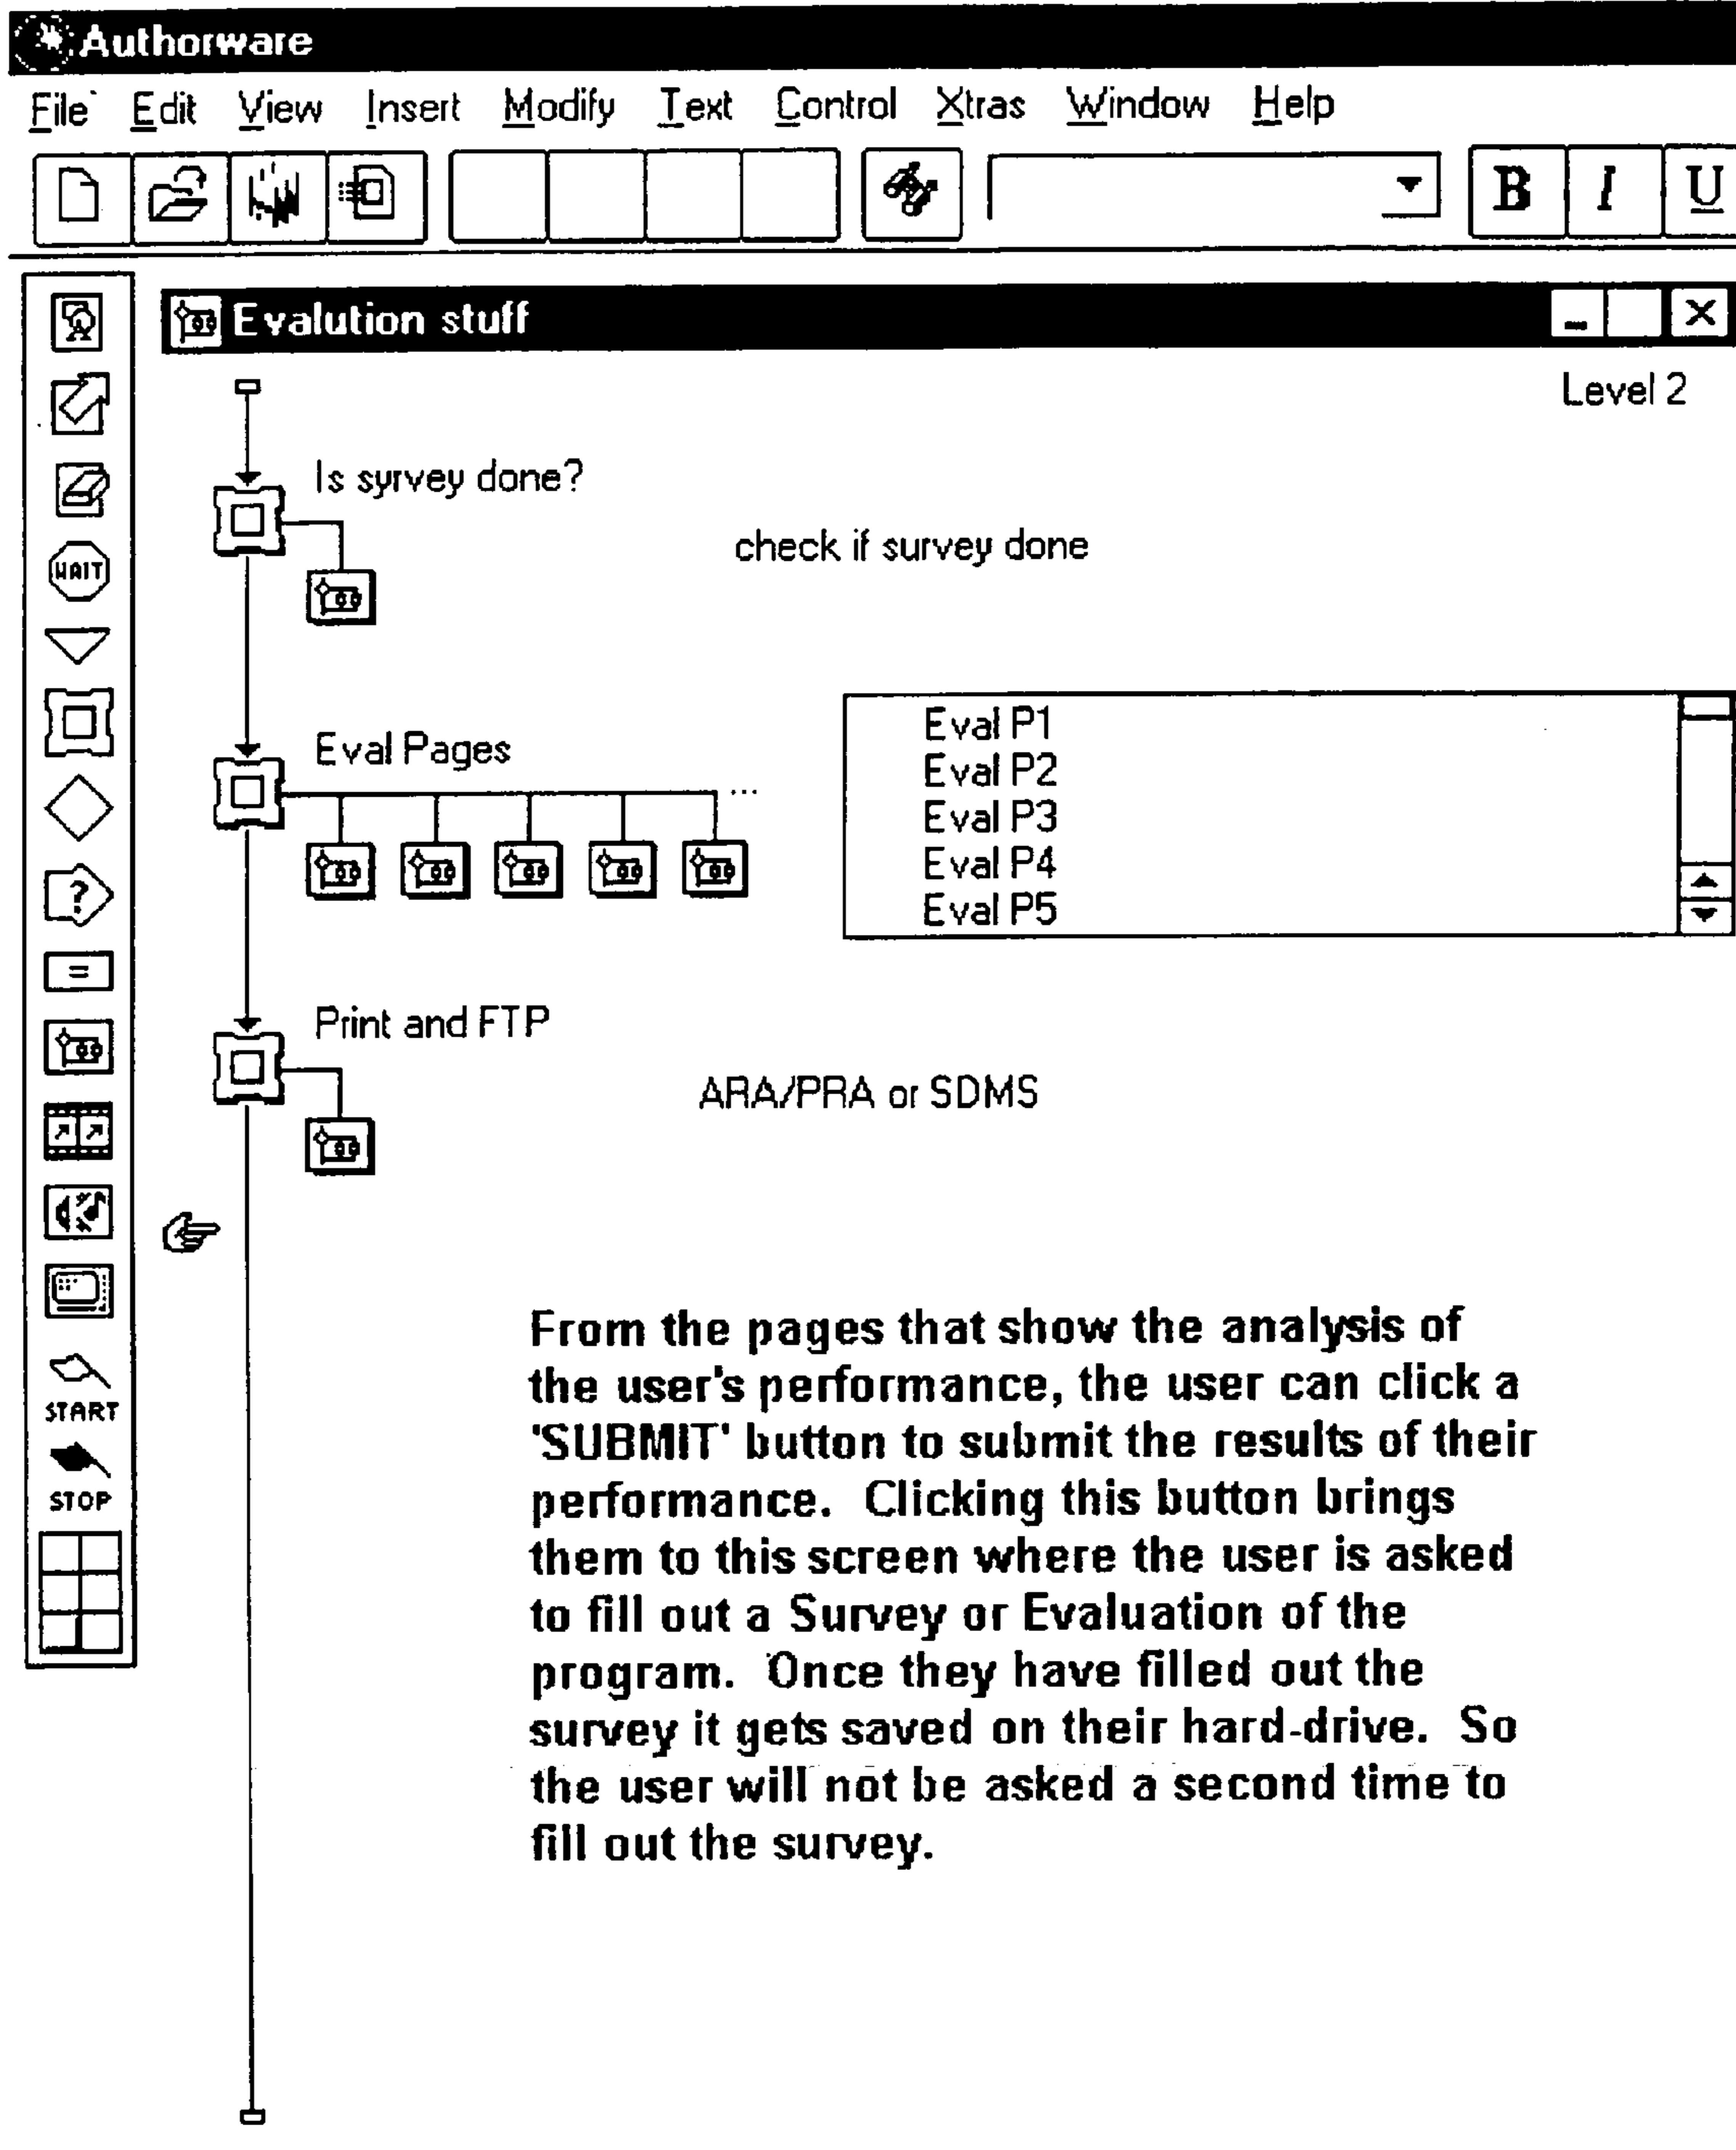 Authorware
File Edit View Insert Modify Text Control Xtras Window Help
B I U
Evalution stuff
Level 2
Is syrvey done?
check if survey done
WAIT
Eval Pages
...
Eval P1
Eval P2
Eval P3
Eval P4
Eval P5
?
=
Print and FTP
ARA/PRA or SDMS
START
STOP
From the pages that show the analysis of
the user's performance, the user can click a
'SUBMIT' button to submit the results of their
performance. Clicking this button brings
them to this screen where the user is asked
to fill out a Survey or Evaluation of the
program. Once they have filled out the
survey it gets saved on their hard-drive. So
the user will not be asked a second time to
fill out the survey.